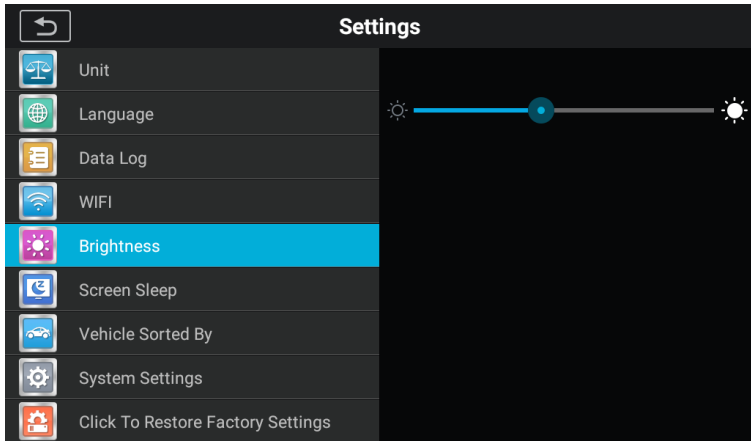 Settings
Unit
Language
Data Log
WIFI
Brightness
Screen Sleep
Vehicle Sorted By
System Settings
Click To Restore Factory Settings